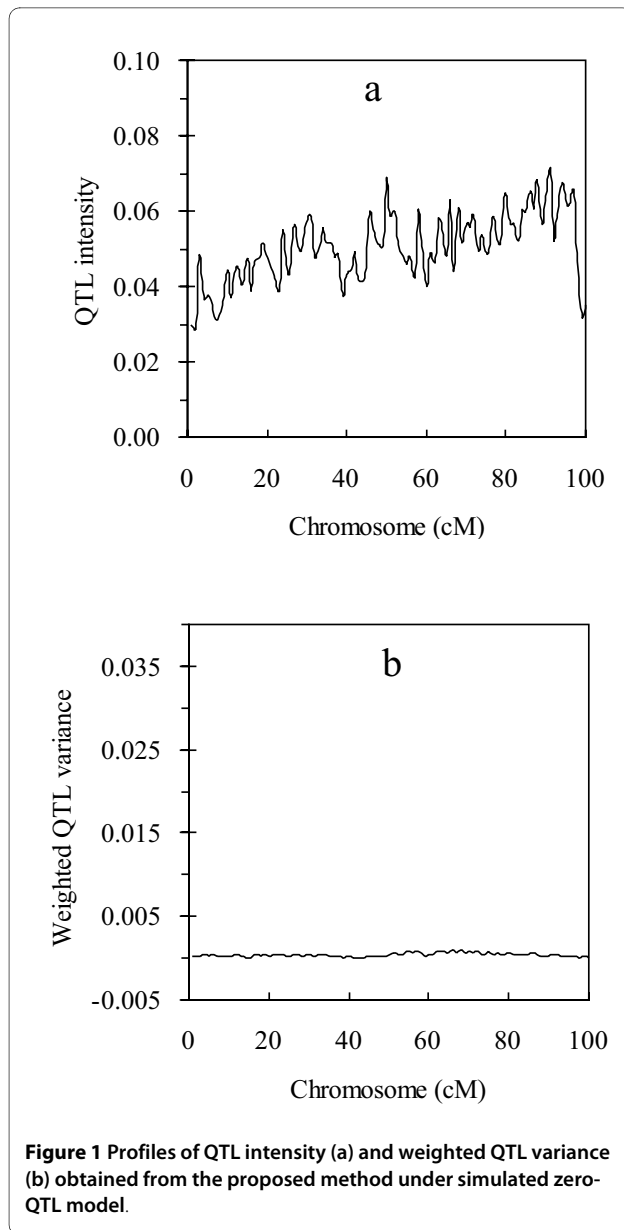 0.10
a
0.08
0.06
0.04
0.02
0.00
QTL intensity
0 20 40 60 80 100
Chromosome (cM)
b
0.035
0.025
0.015
0.005
-0.005
Weighted QTL variance
0 20 40 60 80 100
Chromosome (cM)
Figure 1 Profiles of QTL intensity (a) and weighted QTL variance
(b) obtained from the proposed method under simulated zero-
QTL model.